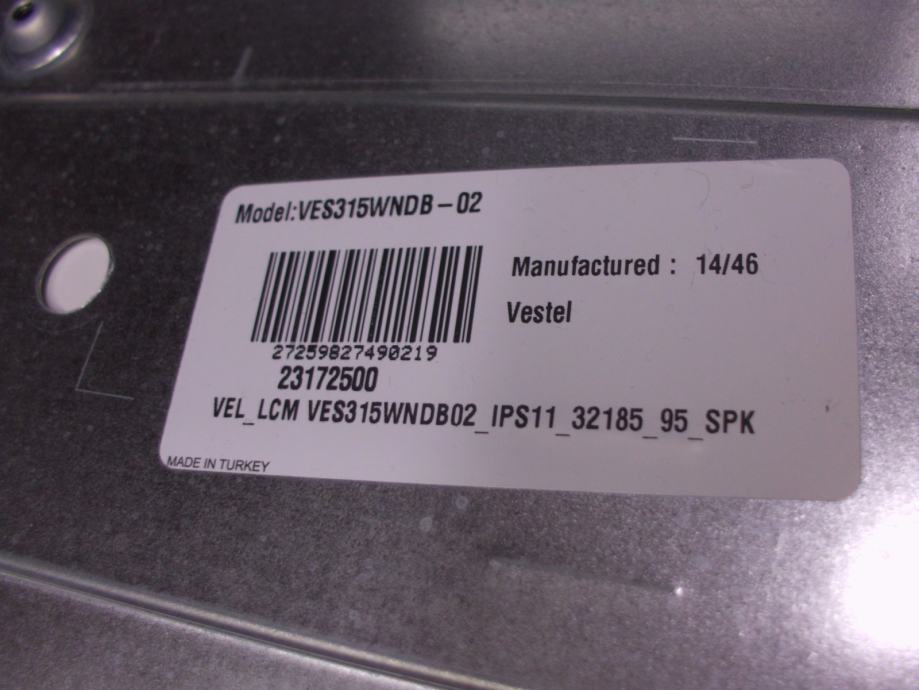 Model:VES315WNDB-02
Manufactured : 14/46
Vestel
27259827490219
23172500
VEL_LCM VES315WNDB02_IPS11_32185_95_SPK
MADE IN TURKEY